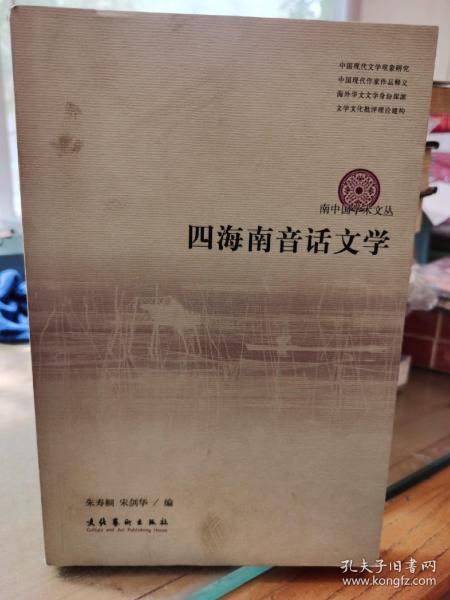 中国现代文学现象研究
中国现代作家作品释义
海外华文文学身份探源
文学文化批评理论建构
南中国学术文丛
四海南音话文学
朱寿桐 宋剑华 / 编
文化艺术出版社
Culture and Art Publishing House
孔夫子旧书网
www.kongfz.com